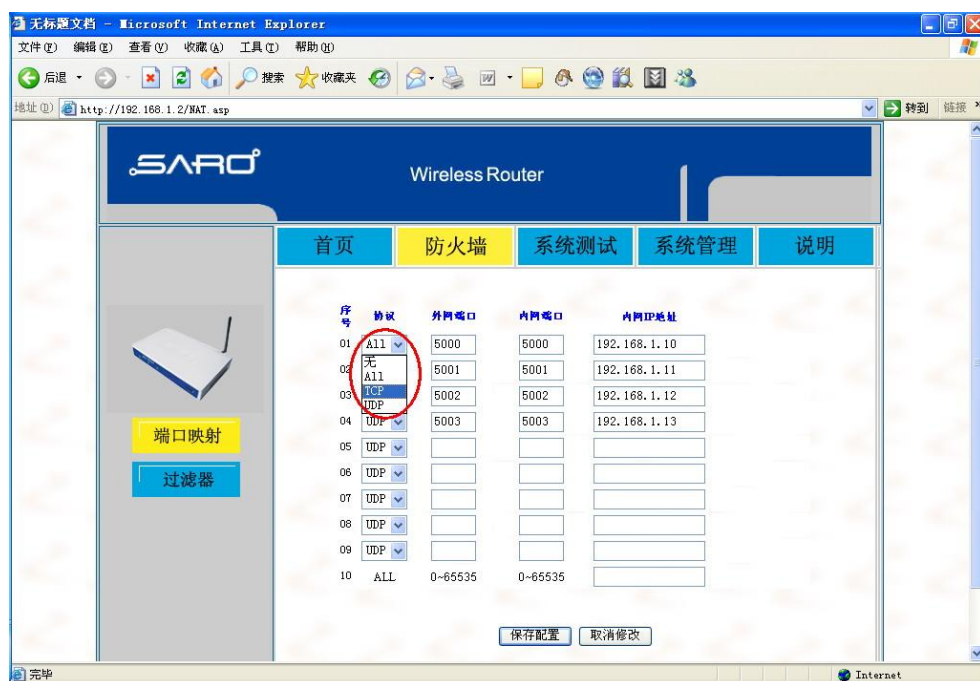 无标题文档 - Microsoft Internet Explorer
文件(F) 编辑(E) 查看(V) 收藏(A) 工具(T) 帮助(H)
后退 搜索 收藏夹
地址(D) http://192.168.1.2/NAT.asp 转到 链接 »
SARO Wireless Router
首页 防火墙 系统测试 系统管理 说明
序号 协议 外网端口 内网端口 内网IP地址
01 All 5000 5000 192.168.1.10
无
02 5001 5001 192.168.1.11
All
03 TCP 5002 5002 192.168.1.12
UDP
04 UDP 5003 5003 192.168.1.13
端口映射
05 UDP
过滤器
06 UDP
07 UDP
08 UDP
09 UDP
10 ALL 0~65535 0~65535
保存配置 取消修改
完毕 Internet